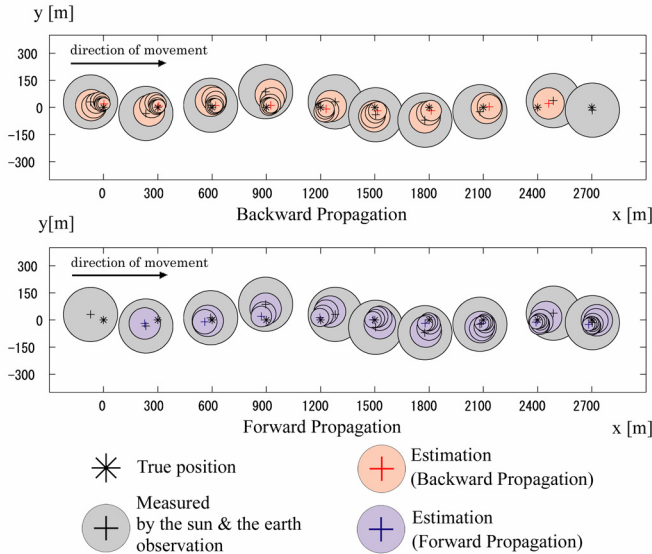 y [m]
direction of movement
300
150
0
-150
-300
0 300 600 900 1200 1500 1800 2100 2400 2700
Backward Propagation x [m]
y[m]
direction of movement
300
150
0
-150
-300
0 300 600 900 1200 1500 1800 2100 2400 2700
Forward Propagation x [m]
True position
Estimation
(Backward Propagation)
Measured
by the sun & the earth
observation
Estimation
(Forward Propagation)